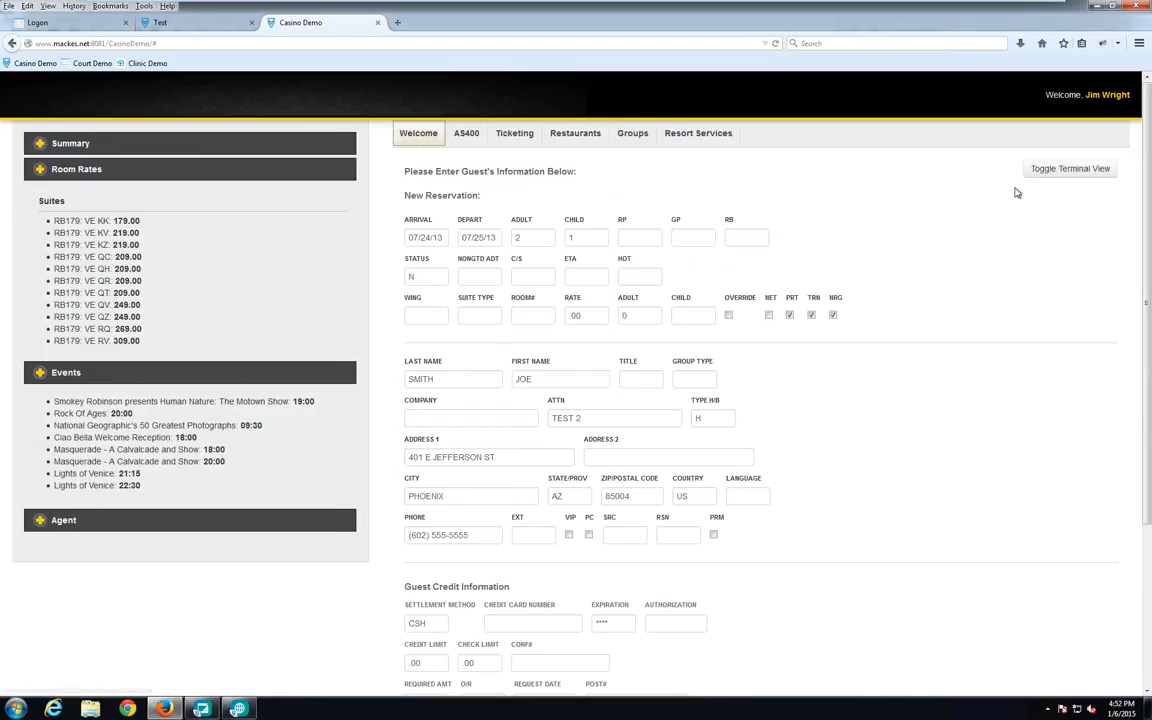 File Edit View History Bookmarks Tools Help
Logon × Test × Casino Demo × +
www.mackes.net:8081/CasinoDemo/# Search
Casino Demo Court Demo Clinic Demo
Welcome, Jim Wright
Summary
Room Rates
Suites
RB179: VE KK: 179.00
RB179: VE KV: 219.00
RB179: VE KZ: 219.00
RB179: VE QC: 209.00
RB179: VE QH: 209.00
RB179: VE QR: 209.00
RB179: VE QT: 209.00
RB179: VE QV: 249.00
RB179: VE QZ: 249.00
RB179: VE RQ: 269.00
RB179: VE RV: 309.00
Events
Smokey Robinson presents Human Nature: The Motown Show: 19:00
Rock Of Ages: 20:00
National Geographic's 50 Greatest Photographs: 09:30
Ciao Bella Welcome Reception: 18:00
Masquerade - A Calvalcade and Show: 18:00
Masquerade - A Calvalcade and Show: 20:00
Lights of Venice: 21:15
Lights of Venice: 22:30
Agent
Welcome AS400 Ticketing Restaurants Groups Resort Services
Please Enter Guest's Information Below: Toggle Terminal View
New Reservation:
ARRIVAL DEPART ADULT CHILD RP GP RB
07/24/13 07/25/13 2 1
STATUS NONGTD ADT C/S ETA HOT
N
WING SUITE TYPE ROOM# RATE ADULT CHILD OVERRIDE NET PRT TRN NRG
.00 0
LAST NAME FIRST NAME TITLE GROUP TYPE
SMITH JOE
COMPANY ATTN TYPE H/B
TEST 2 H
ADDRESS 1 ADDRESS 2
401 E JEFFERSON ST.
CITY STATE/PROV ZIP/POSTAL CODE COUNTRY LANGUAGE
PHOENIX AZ 85004 US
PHONE EXT VIP PC SRC RSN PRM
(602) 555-5555
Guest Credit Information
SETTLEMENT METHOD CREDIT CARD NUMBER EXPIRATION AUTHORIZATION
CSH ****
CREDIT LIMIT CHECK LIMIT CONF#
.00 .00
REQUIRED AMT O/R REQUEST DATE POST#
4:52 PM
1/6/2015